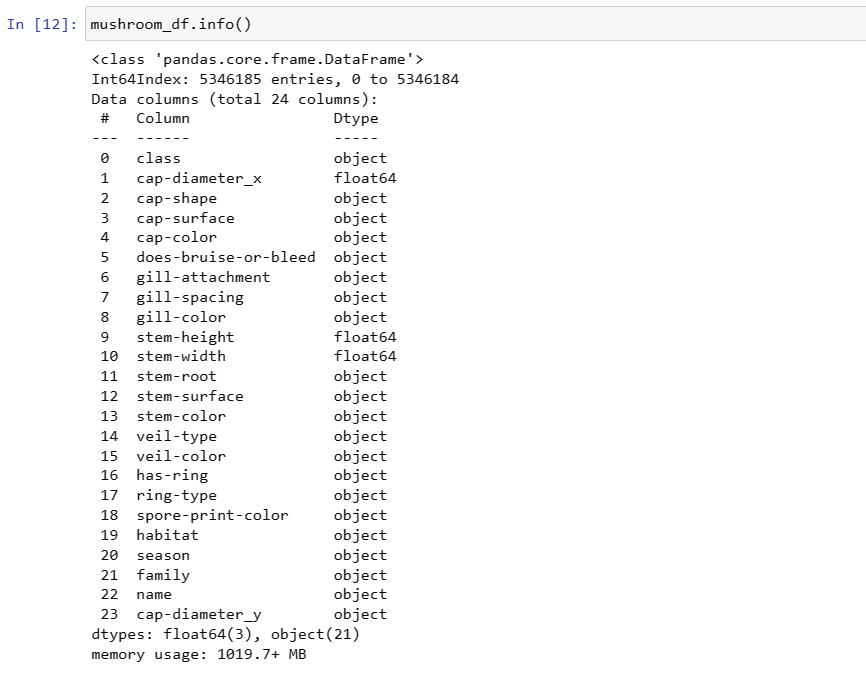 In [12]: mushroom_df.info()
<class 'pandas.core.frame.DataFrame'>
Int64Index: 5346185 entries, 0 to 5346184
Data columns (total 24 columns):
 #   Column                Dtype
---  ------                -----
 0   class                 object
 1   cap-diameter_x        float64
 2   cap-shape             object
 3   cap-surface           object
 4   cap-color             object
 5   does-bruise-or-bleed  object
 6   gill-attachment       object
 7   gill-spacing          object
 8   gill-color            object
 9   stem-height           float64
 10  stem-width            float64
 11  stem-root             object
 12  stem-surface          object
 13  stem-color            object
 14  veil-type             object
 15  veil-color            object
 16  has-ring              object
 17  ring-type             object
 18  spore-print-color     object
 19  habitat               object
 20  season                object
 21  family                object
 22  name                  object
 23  cap-diameter_y        object
dtypes: float64(3), object(21)
memory usage: 1019.7+ MB